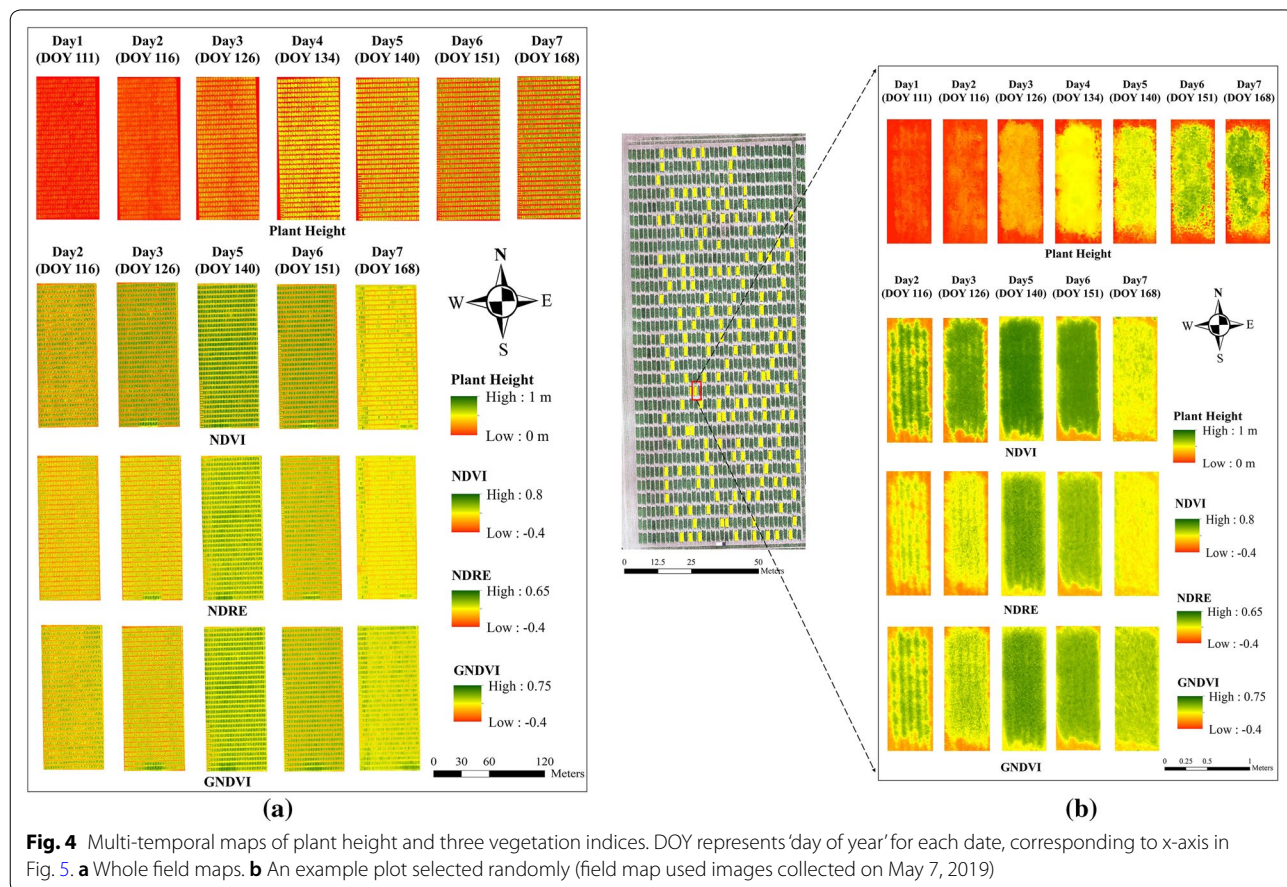 Day1 Day2 Day3 Day4 Day5 Day6 Day7
(DOY 111) (DOY 116) (DOY 126) (DOY 134) (DOY 140) (DOY 151) (DOY 168)
Plant Height
Day2 Day3 Day5 Day6 Day7
(DOY 116) (DOY 126) (DOY 140) (DOY 151) (DOY 168)
NDVI
NDRE
GNDVI
N
W E
S
Plant Height
High : 1 m
Low : 0 m
NDVI
High : 0.8
Low : -0.4
NDRE
High : 0.65
Low : -0.4
GNDVI
High : 0.75
Low : -0.4
0 30 60 120
Meters
(a)
0 12.5 25 50
Meters
Day1 Day2 Day3 Day4 Day5 Day6 Day7
(DOY 111) (DOY 116) (DOY 126) (DOY 134) (DOY 140) (DOY 151) (DOY 168)
Plant Height
Day2 Day3 Day5 Day6 Day7
(DOY 116) (DOY 126) (DOY 140) (DOY 151) (DOY 168)
NDVI
NDRE
GNDVI
N
W E
S
Plant Height
High : 1 m
Low : 0 m
NDVI
High : 0.8
Low : -0.4
NDRE
High : 0.65
Low : -0.4
GNDVI
High : 0.75
Low : -0.4
0 0.25 0.5 1
Meters
(b)
Fig. 4 Multi-temporal maps of plant height and three vegetation indices. DOY represents ‘day of year’ for each date, corresponding to x-axis in
Fig. 5. a Whole field maps. b An example plot selected randomly (field map used images collected on May 7, 2019)